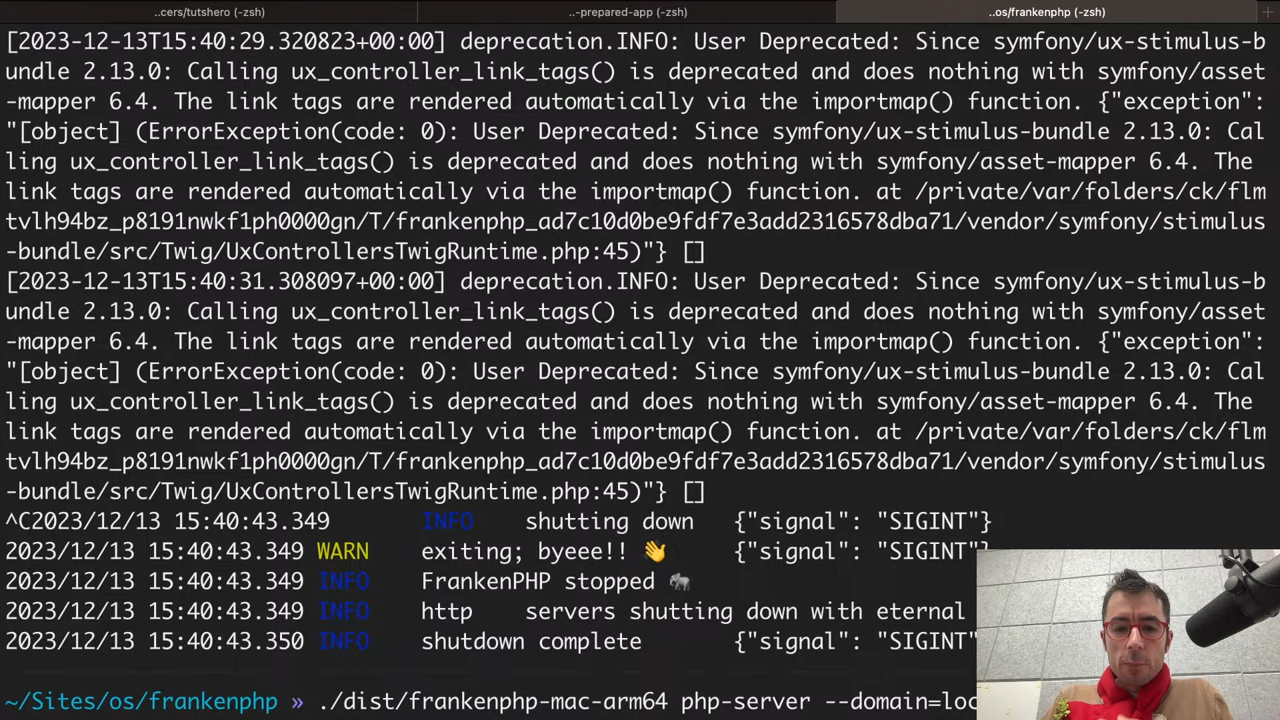 ..cers/tutshero (-zsh)
..-prepared-app (-zsh)
..os/frankenphp (-zsh)
[2023-12-13T15:40:29.320823+00:00] deprecation.INFO: User Deprecated: Since symfony/ux-stimulus-b
undle 2.13.0: Calling ux_controller_link_tags() is deprecated and does nothing with symfony/asset
-mapper 6.4. The link tags are rendered automatically via the importmap() function. {"exception":
"[object] (ErrorException(code: 0): User Deprecated: Since symfony/ux-stimulus-bundle 2.13.0: Cal
ling ux_controller_link_tags() is deprecated and does nothing with symfony/asset-mapper 6.4. The
link tags are rendered automatically via the importmap() function. at /private/var/folders/ck/flm
tvlh94bz_p8191nwkf1ph0000gn/T/frankenphp_ad7c10d0be9fdf7e3add2316578dba71/vendor/symfony/stimulus
-bundle/src/Twig/UxControllersTwigRuntime.php:45)"} []
[2023-12-13T15:40:31.308097+00:00] deprecation.INFO: User Deprecated: Since symfony/ux-stimulus-b
undle 2.13.0: Calling ux_controller_link_tags() is deprecated and does nothing with symfony/asset
-mapper 6.4. The link tags are rendered automatically via the importmap() function. {"exception":
"[object] (ErrorException(code: 0): User Deprecated: Since symfony/ux-stimulus-bundle 2.13.0: Cal
ling ux_controller_link_tags() is deprecated and does nothing with symfony/asset-mapper 6.4. The
link tags are rendered automatically via the importmap() function. at /private/var/folders/ck/flm
tvlh94bz_p8191nwkf1ph0000gn/T/frankenphp_ad7c10d0be9fdf7e3add2316578dba71/vendor/symfony/stimulus
-bundle/src/Twig/UxControllersTwigRuntime.php:45)"} []
^C2023/12/13 15:40:43.349 INFO shutting down {"signal": "SIGINT"}
2023/12/13 15:40:43.349 WARN exiting; byeee!! 👋 {"signal": "SIGINT"}
2023/12/13 15:40:43.349 INFO FrankenPHP stopped 🐘
2023/12/13 15:40:43.349 INFO http servers shutting down with eternal
2023/12/13 15:40:43.350 INFO shutdown complete {"signal": "SIGINT"
~/Sites/os/frankenphp » ./dist/frankenphp-mac-arm64 php-server --domain=loc